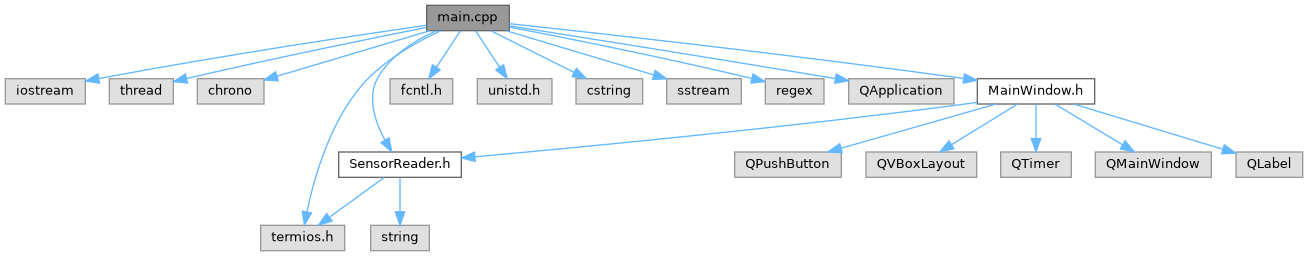 main.cpp
iostream
thread
chrono
fcntl.h
unistd.h
cstring
sstream
regex
QApplication
MainWindow.h
SensorReader.h
QPushButton
QVBoxLayout
QTimer
QMainWindow
QLabel
termios.h
string